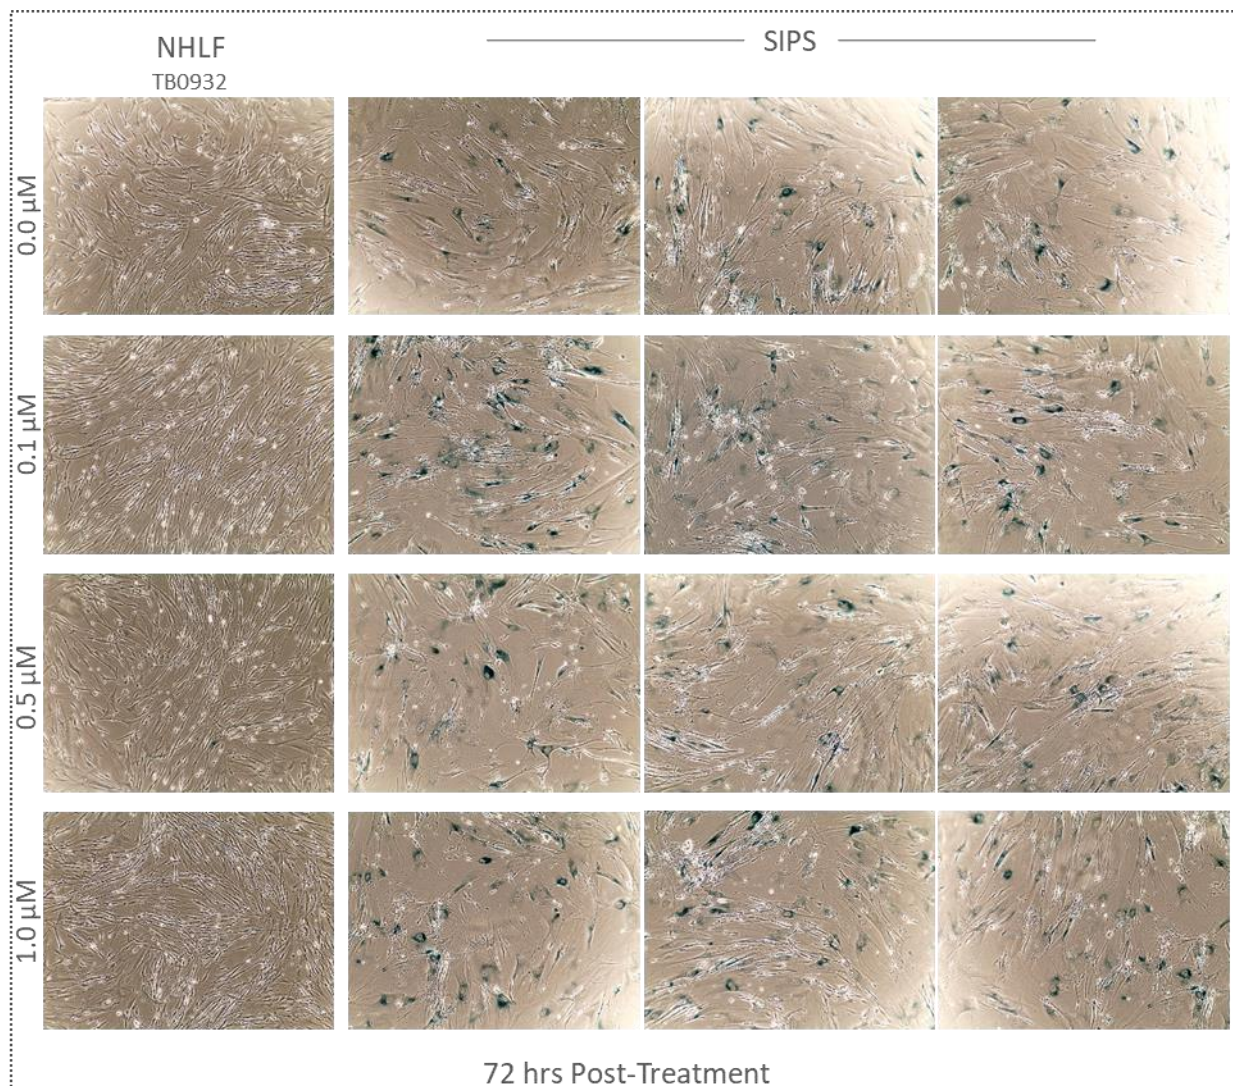 NHLF
TB0932
SIPS
0.0 µM
0.1 µM
0.5 µM
1.0 µM
72 hrs Post-Treatment